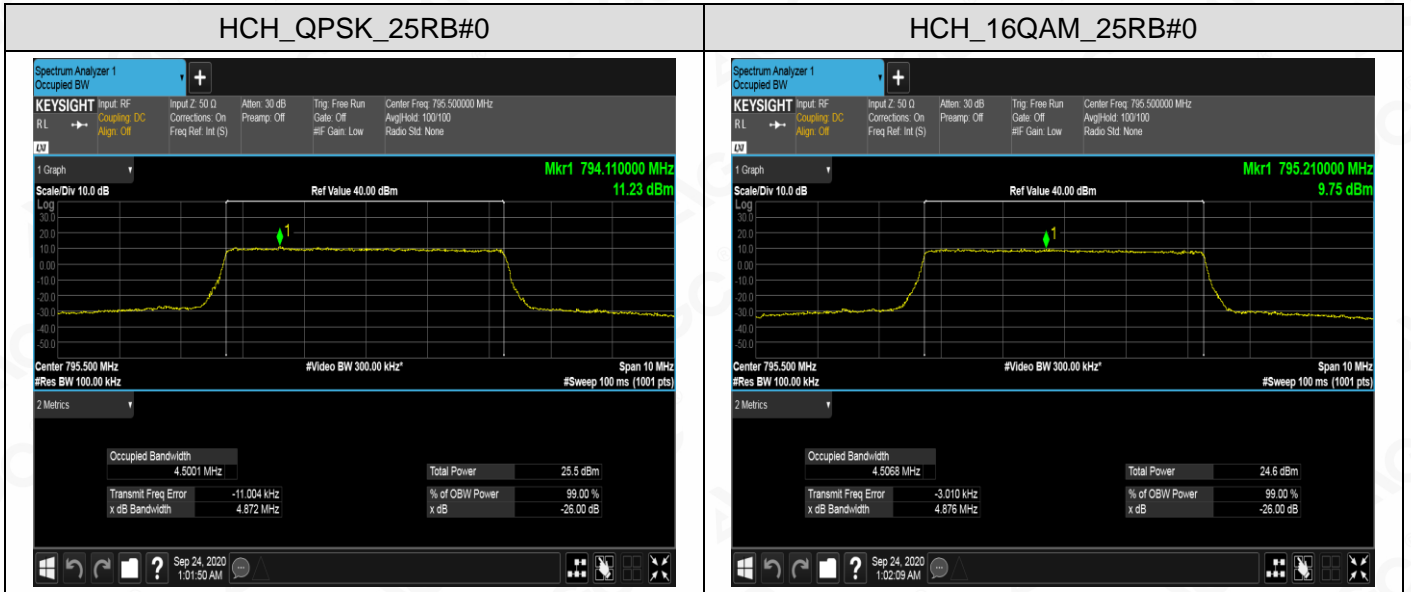 HCH_QPSK_25RB#0
Spectrum Analyzer 1
Occupied BW
+
KEYSIGHT
RL
LXI
Input: RF
Coupling: DC
Align: Off
Input Z: 50 Ω
Corrections: On
Freq Ref: Int (S)
Atten: 30 dB
Preamp: Off
Trig: Free Run
Gate: Off
#IF Gain: Low
Center Freq: 795.500000 MHz
Avg|Hold: 100/100
Radio Std: None
1 Graph
Mkr1 794.110000 MHz
Scale/Div 10.0 dB
Ref Value 40.00 dBm
11.23 dBm
Log
30.0
20.0
10.0
0.00
-10.0
-20.0
-30.0
-40.0
-50.0
1
Center 795.500 MHz
#Video BW 300.00 kHz*
Span 10 MHz
#Res BW 100.00 kHz
#Sweep 100 ms (1001 pts)
2 Metrics
Occupied Bandwidth
4.5001 MHz
Total Power 25.5 dBm
Transmit Freq Error -11.004 kHz
% of OBW Power 99.00 %
x dB Bandwidth 4.872 MHz
x dB -26.00 dB
?
Sep 24, 2020
1:01:50 AM
HCH_16QAM_25RB#0
Spectrum Analyzer 1
Occupied BW
+
KEYSIGHT
RL
LXI
Input: RF
Coupling: DC
Align: Off
Input Z: 50 Ω
Corrections: On
Freq Ref: Int (S)
Atten: 30 dB
Preamp: Off
Trig: Free Run
Gate: Off
#IF Gain: Low
Center Freq: 795.500000 MHz
Avg|Hold: 100/100
Radio Std: None
1 Graph
Mkr1 795.210000 MHz
Scale/Div 10.0 dB
Ref Value 40.00 dBm
9.75 dBm
Log
30.0
20.0
10.0
0.00
-10.0
-20.0
-30.0
-40.0
-50.0
1
Center 795.500 MHz
#Video BW 300.00 kHz*
Span 10 MHz
#Res BW 100.00 kHz
#Sweep 100 ms (1001 pts)
2 Metrics
Occupied Bandwidth
4.5068 MHz
Total Power 24.6 dBm
Transmit Freq Error -3.010 kHz
% of OBW Power 99.00 %
x dB Bandwidth 4.876 MHz
x dB -26.00 dB
?
Sep 24, 2020
1:02:09 AM